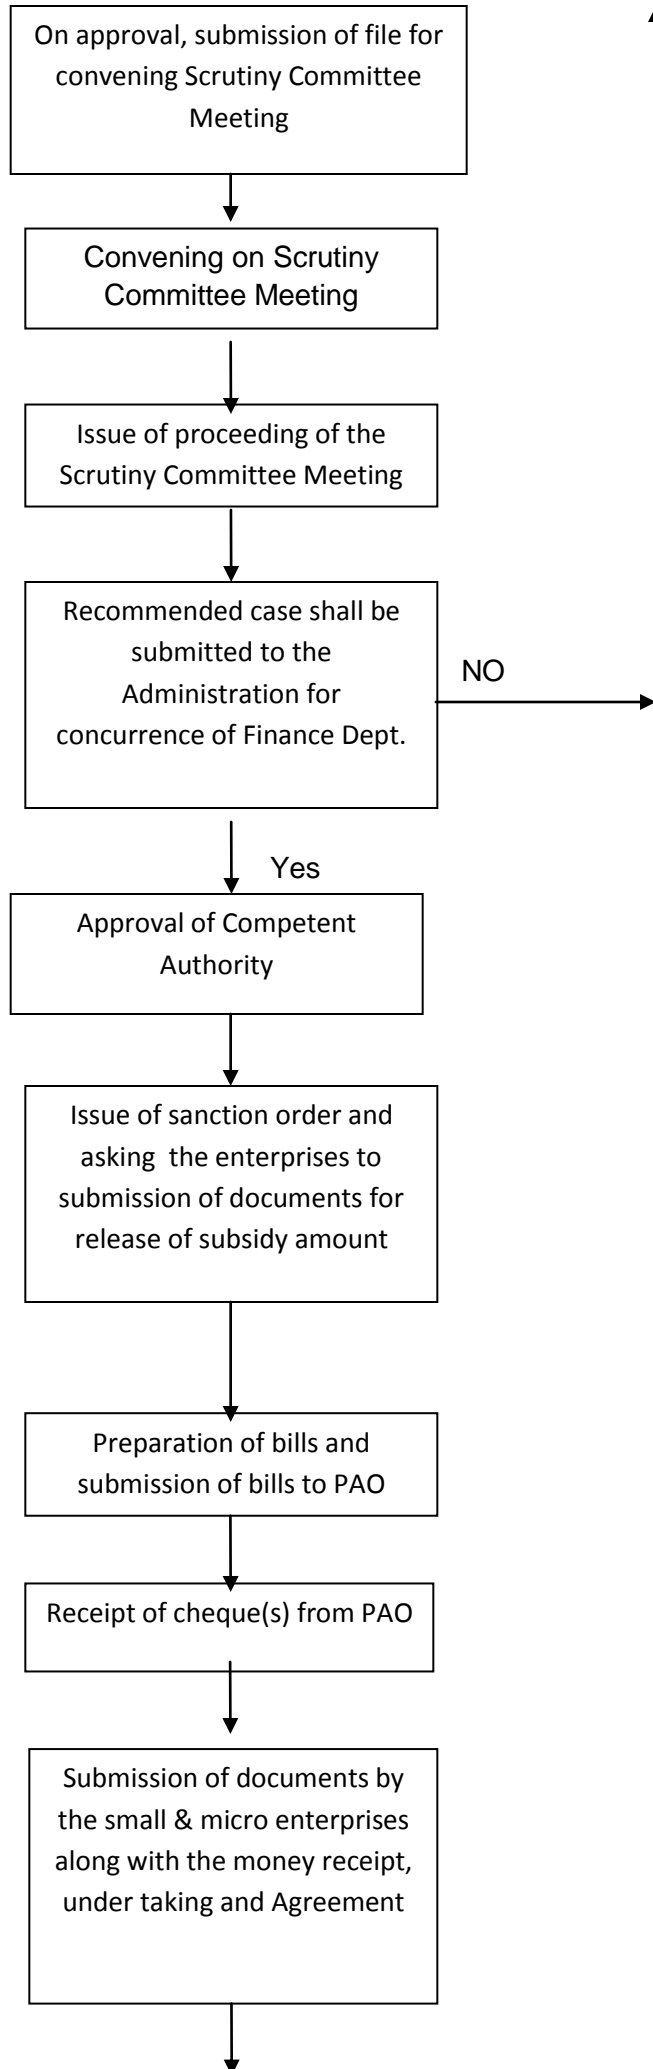 On approval, submission of file for
convening Scrutiny Committee
Meeting
Convening on Scrutiny
Committee Meeting
Issue of proceeding of the
Scrutiny Committee Meeting
Recommended case shall be
submitted to the
Administration for
concurrence of Finance Dept.
NO
Yes
Approval of Competent
Authority
Issue of sanction order and
asking the enterprises to
submission of documents for
release of subsidy amount
Preparation of bills and
submission of bills to PAO
Receipt of cheque(s) from PAO
Submission of documents by
the small & micro enterprises
along with the money receipt,
under taking and Agreement